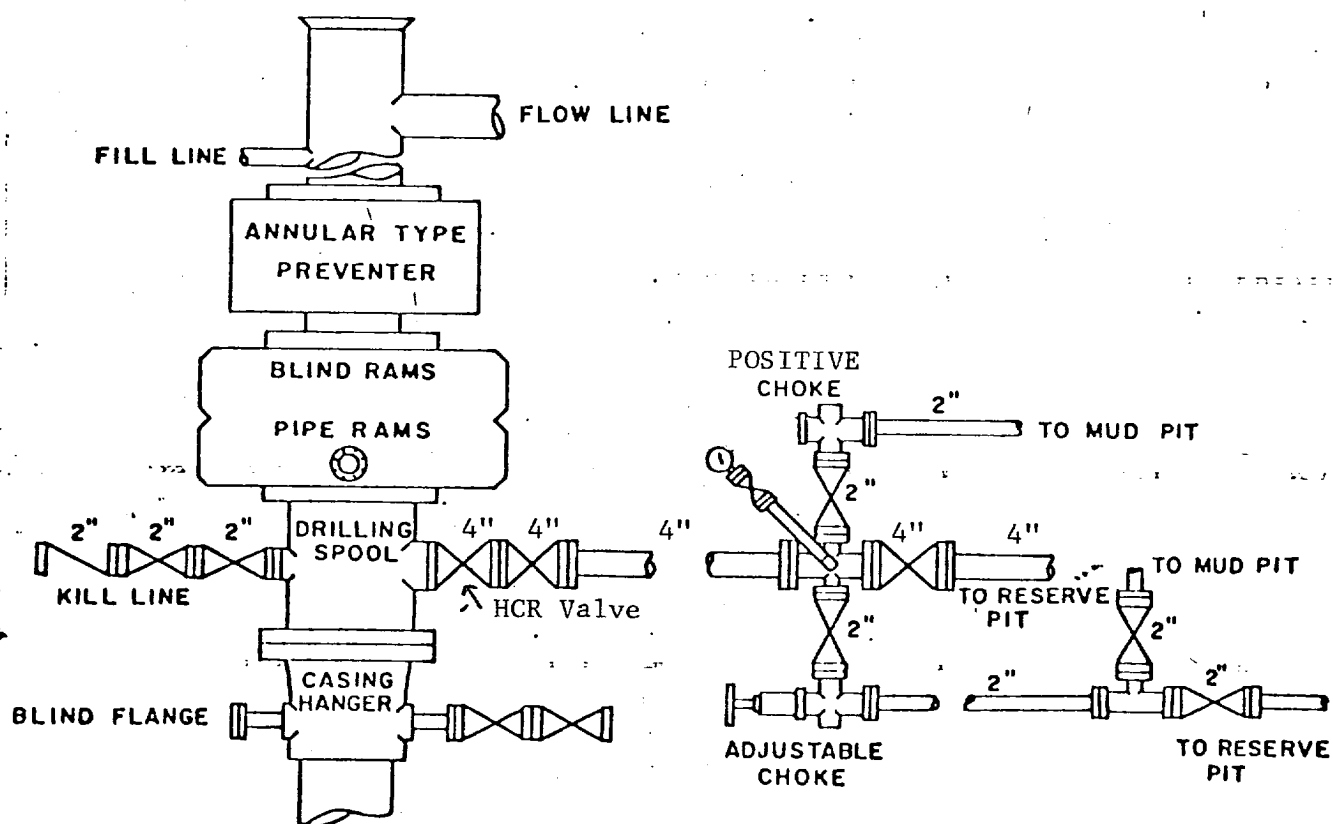 FLOW LINE
FILL LINE
ANNULAR TYPE
PREVENTER
BLIND RAMS
PIPE RAMS
2" 2" 2"
DRILLING
SPOOL
4" 4" 4"
KILL LINE
HCR Valve
CASING
HANGER
BLIND FLANGE
POSITIVE
CHOKE
2"
TO MUD PIT
2"
4" 4"
TO RESERVE
PIT
TO MUD PIT
2"
2"
2"
2"
ADJUSTABLE
CHOKE
TO RESERVE
PIT